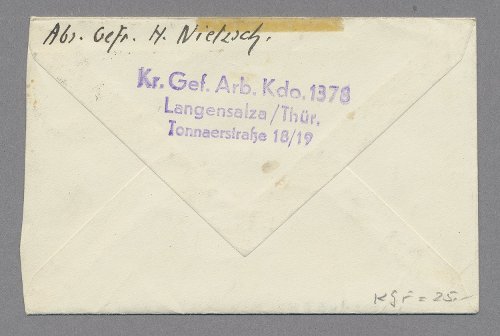 Abs. Gefr. H. Nietzsch.
Kr. Gef. Arb. Kdo. 1378
Langensalza/Thür.
Tonnaerstraße 18/19
KgF = 25.-